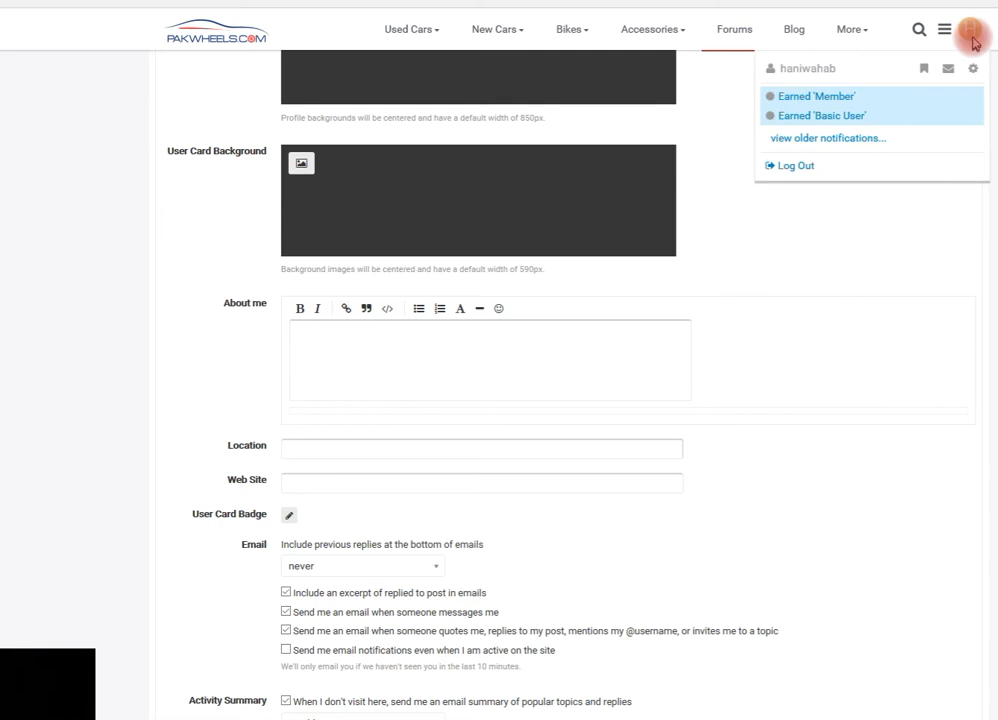 PAKWHEELS.COM Used Cars New Cars Bikes Accessories Forums Blog More
haniwahab
Earned 'Member'
Earned 'Basic User'
view older notifications...
Log Out
Profile backgrounds will be centered and have a default width of 850px.
User Card Background
Background images will be centered and have a default width of 590px.
About me
B I A
Location
Web Site
User Card Badge
Email Include previous replies at the bottom of emails
never
Include an excerpt of replied to post in emails
Send me an email when someone messages me
Send me an email when someone quotes me, replies to my post, mentions my @username, or invites me to a topic
Send me email notifications even when I am active on the site
We'll only email you if we haven't seen you in the last 10 minutes.
Activity Summary When I don't visit here, send me an email summary of popular topics and replies